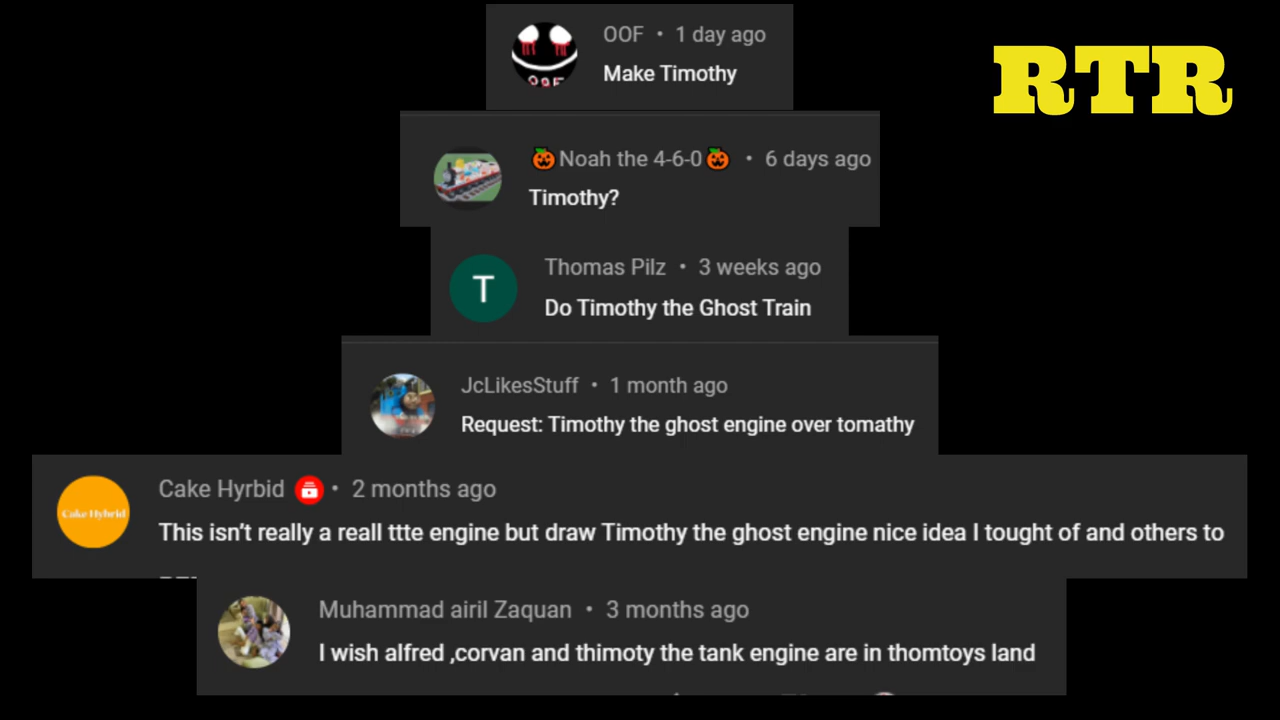 OOF • 1 day ago
RTR
Make Timothy
🎃Noah the 4-6-0🎃 • 6 days ago
Timothy?
T
Thomas Pilz • 3 weeks ago
Do Timothy the Ghost Train
JcLikesStuff • 1 month ago
Request: Timothy the ghost engine over tomathy
Cake Hyrbid • 2 months ago
Cake Hybrid
This isn't really a reall ttte engine but draw Timothy the ghost engine nice idea I tought of and others to
Muhammad airil Zaquan • 3 months ago
I wish alfred ,corvan and thimoty the tank engine are in thomtoys land